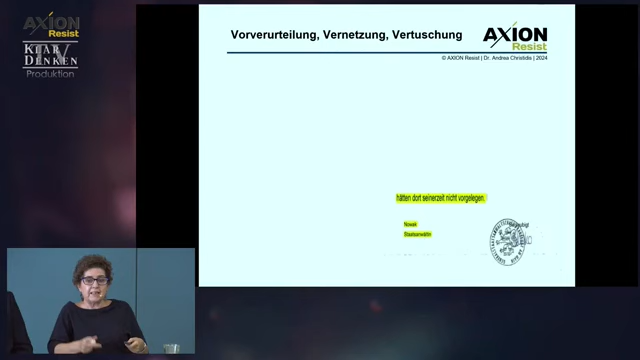 AXION
Resist
KLAR
TV
DENKEN
Produktion
Vorverurteilung, Vernetzung, Vertuschung
AXION
Resist
© AXION Resist | Dr. Andrea Christidis | 2024
hätten dort seinerzeit nicht vorgelegen.
Nowak
Staatsanwältin